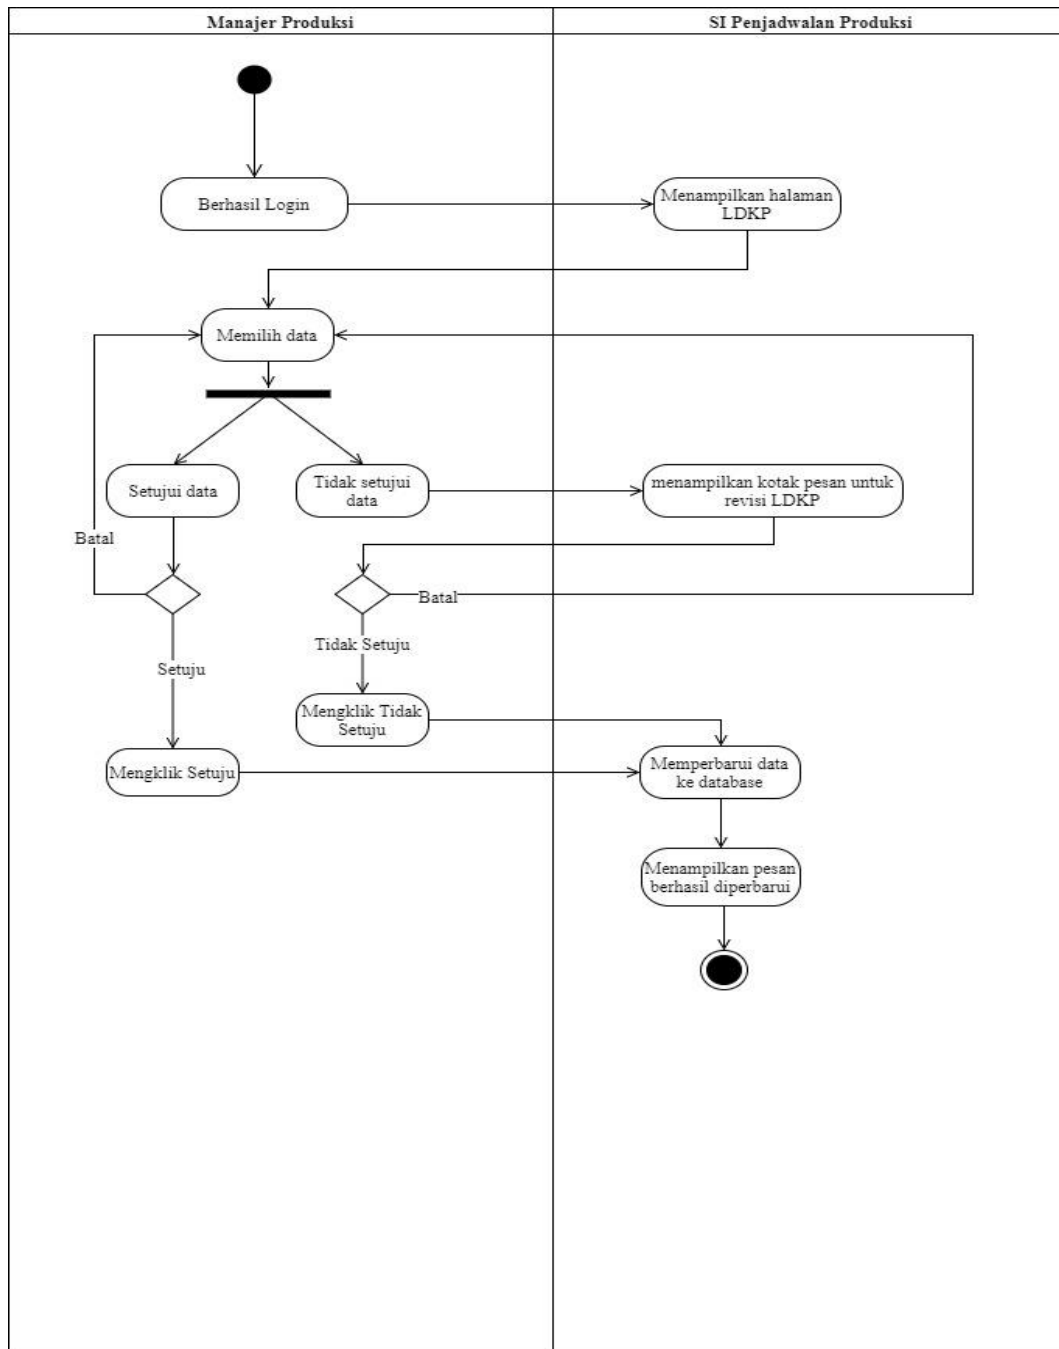 Manajer Produksi
SI Penjadwalan Produksi
Berhasil Login
Menampilkan halaman
LDKP
Memilih data
Setujui data
Tidak setujui
data
menampilkan kotak pesan untuk
revisi LDKP
Batal
Batal
Tidak Setuju
Setuju
Mengklik Tidak
Setuju
Mengklik Setuju
Memperbarui data
ke database
Menampilkan pesan
berhasil diperbarui